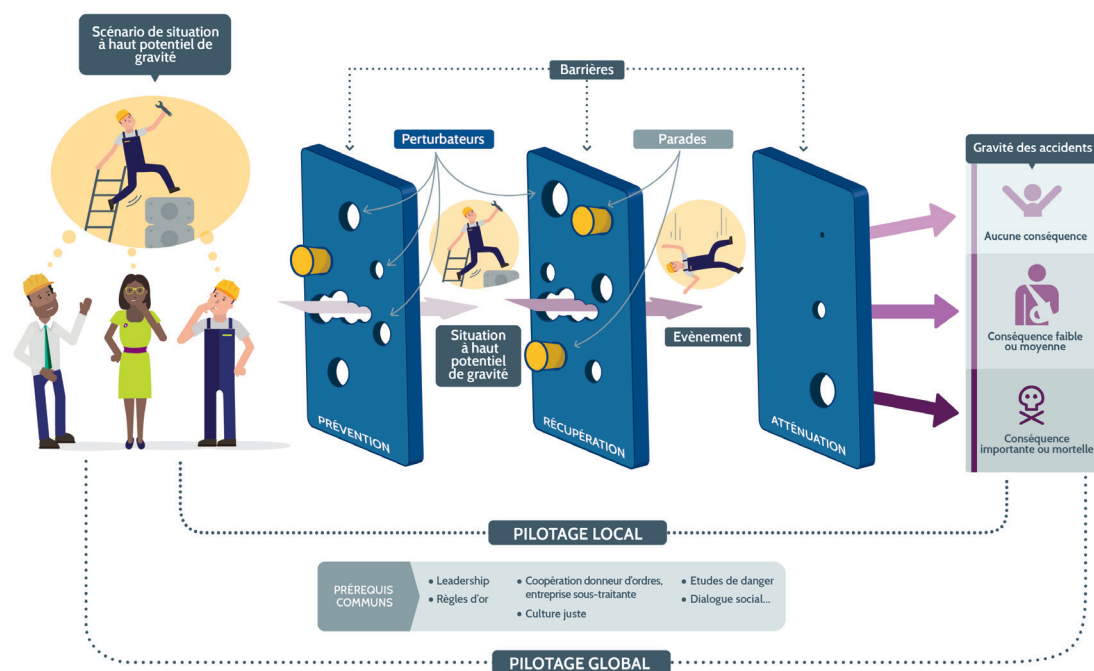 Scénario de situation
à haut potentiel de
gravité
Barrières
Perturbateurs
Parades
Gravité des accidents
Aucune conséquence
Situation
à haut
potentiel
de gravité
Evènement
Conséquence faible
ou moyenne
Conséquence
importante ou mortelle
PRÉVENTION
RÉCUPÉRATION
ATTÉNUATION
PILOTAGE LOCAL
PRÉREQUIS
COMMUNS
• Leadership
• Règles d'or
• Coopération donneur d'ordres,
entreprise sous-traitante
• Culture juste
• Etudes de danger
• Dialogue social...
PILOTAGE GLOBAL